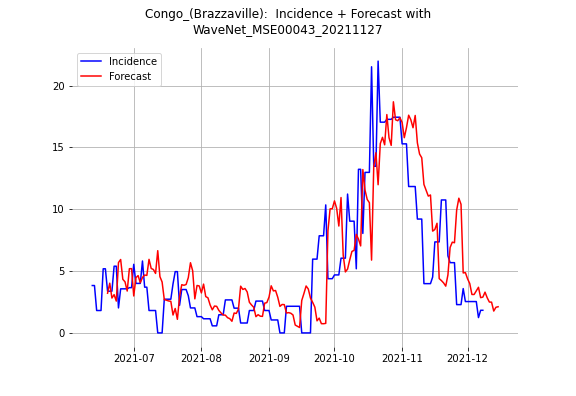 Congo_(Brazzaville):  Incidence + Forecast with
WaveNet_MSE00043_20211127
Incidence
Forecast
20
15
10
5
0
2021-07 2021-08 2021-09 2021-10 2021-11 2021-12